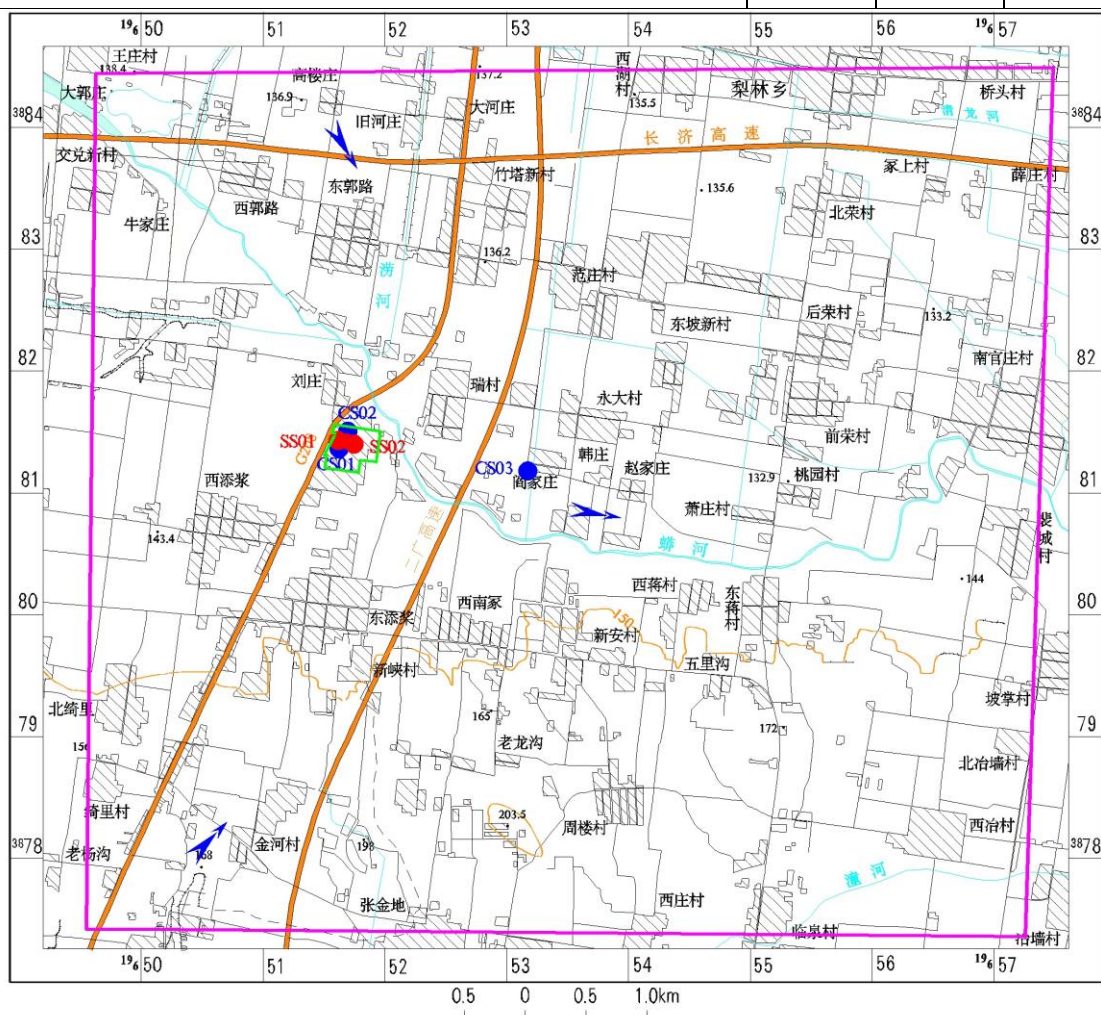 19 6 50 51 52 53 54 55 56 19 6 57
王庄村
138.4
高楼庄
137.2
西湖村
梨林乡
桥头村
大郭庄
136.9
大河庄
135.5
旧河庄
38 84
84
长济高速
交兑新村
东郭路
竹塔新村
冢上村
薛庄村
西郭路
135.6
牛家庄
北荣村
83
83
136.2
涝河
范庄村
后荣村
133.2
东坡新村
南官庄村
82
82
刘庄
瑞村
永大村
CS02
前荣村
SS01
SS02
韩庄
CS01
CS03
赵家庄
132.9
桃园村
81
81
西添浆
阎家庄
萧庄村
二广高速
裴城村
143.4
蟒河
144
西蒋村
80
80
东添浆
西南冢
150
东蒋村
新安村
新峡村
五里沟
北绮里
165
172
坡掌村
79
79
156
老龙沟
北冶墙村
203.5
绮里村
周楼村
西冶村
38 78
38 78
老杨沟
168
金河村
198
潼河
张金地
西庄村
临泉村
冶墙村
19 6 50 51 52 53 54 55 56 19 6 57
0.5 0 0.5 1.0km